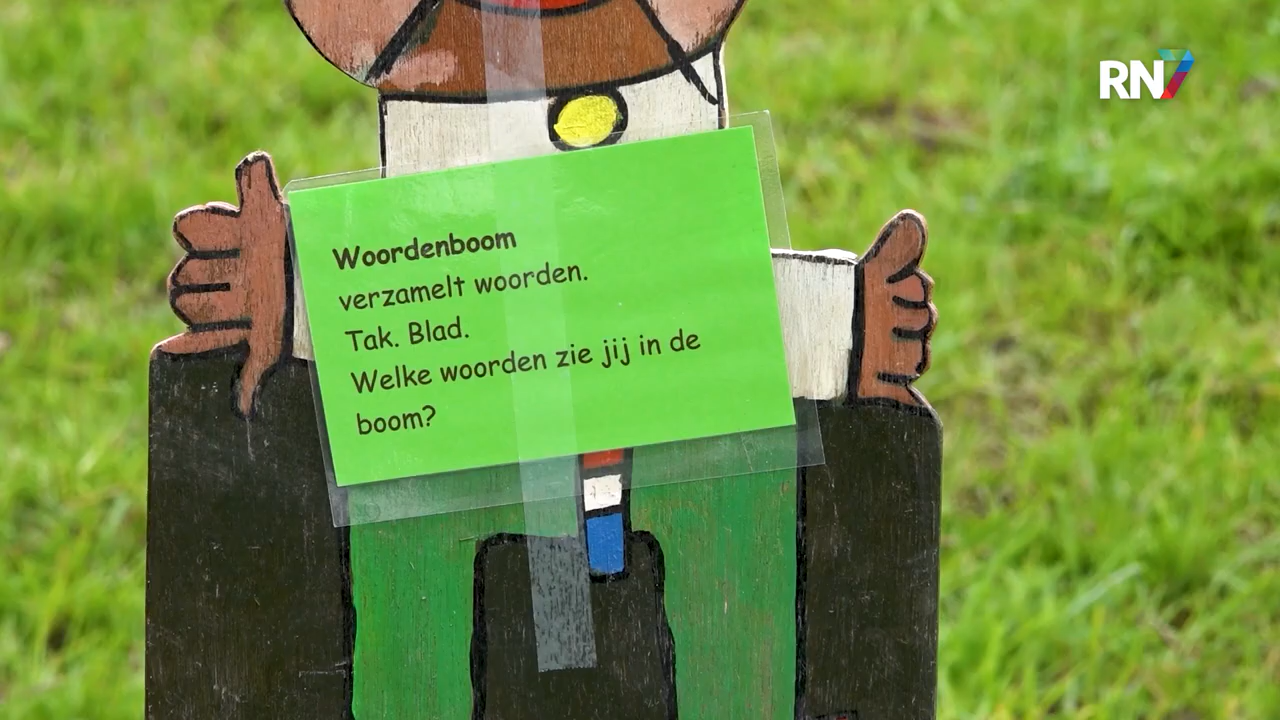 RN7
Woordenboom
verzamelt woorden.
Tak. Blad.
Welke woorden zie jij in de
boom?